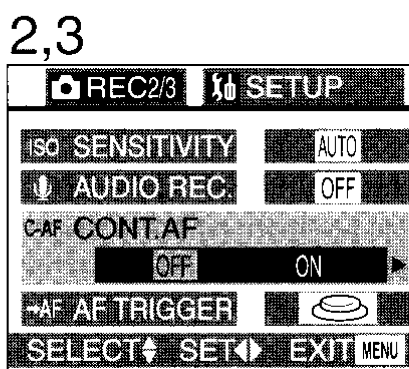 2,3
REC2/3 SETUP
ISO SENSITIVITY AUTO
AUDIO REC. OFF
C-AF CONT.AF
OFF ON
AF AF TRIGGER
SELECT SET EXIT MENU